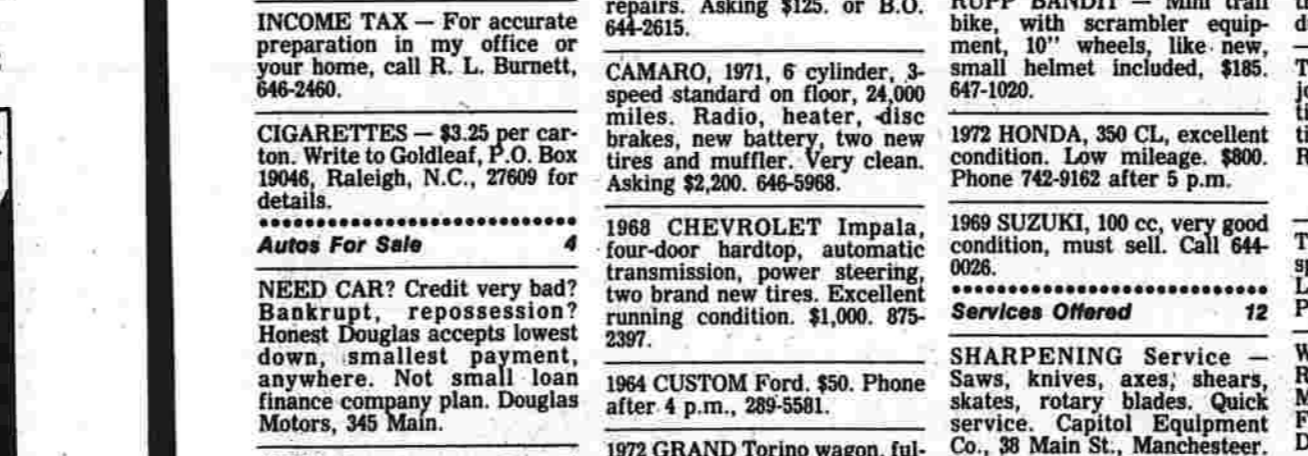 INCOME TAX — For accurate
preparation in my office or
your home, call R. L. Burnett,
646-2460.
CIGARETTES — $3.25 per car-
ton. Write to Goldleaf, P.O. Box
19046, Raleigh, N.C., 27609 for
details.
Autos For Sale 4
NEED CAR? Credit very bad?
Bankrupt, repossession?
Honest Douglas accepts lowest
down, smallest payment,
anywhere. Not small loan
finance company plan. Douglas
Motors, 345 Main.
repairs. Asking $125. or B.O.
644-2615.
CAMARO, 1971, 6 cylinder, 3-
speed standard on floor, 24,000
miles. Radio, heater, disc
brakes, new battery, two new
tires and muffler. Very clean.
Asking $2,200. 646-5968.
1968 CHEVROLET Impala,
four-door hardtop, automatic
transmission, power steering,
two brand new tires. Excellent
running condition. $1,000. 875-
2397.
1964 CUSTOM Ford. $50. Phone
after 4 p.m., 289-5581.
1972 GRAND Torino wagon, ful-
RUPP BANDIT — Mini trail
bike, with scrambler equip-
ment, 10" wheels, like new,
small helmet included, $185.
647-1020.
1972 HONDA, 350 CL, excellent
condition. Low mileage. $800.
Phone 742-9162 after 5 p.m.
1969 SUZUKI, 100 cc, very good
condition, must sell. Call 644-
0026.
Services Offered 12
SHARPENING Service —
Saws, knives, axes, shears,
skates, rotary blades. Quick
service. Capitol Equipment
Co., 38 Main St., Manchesteer.